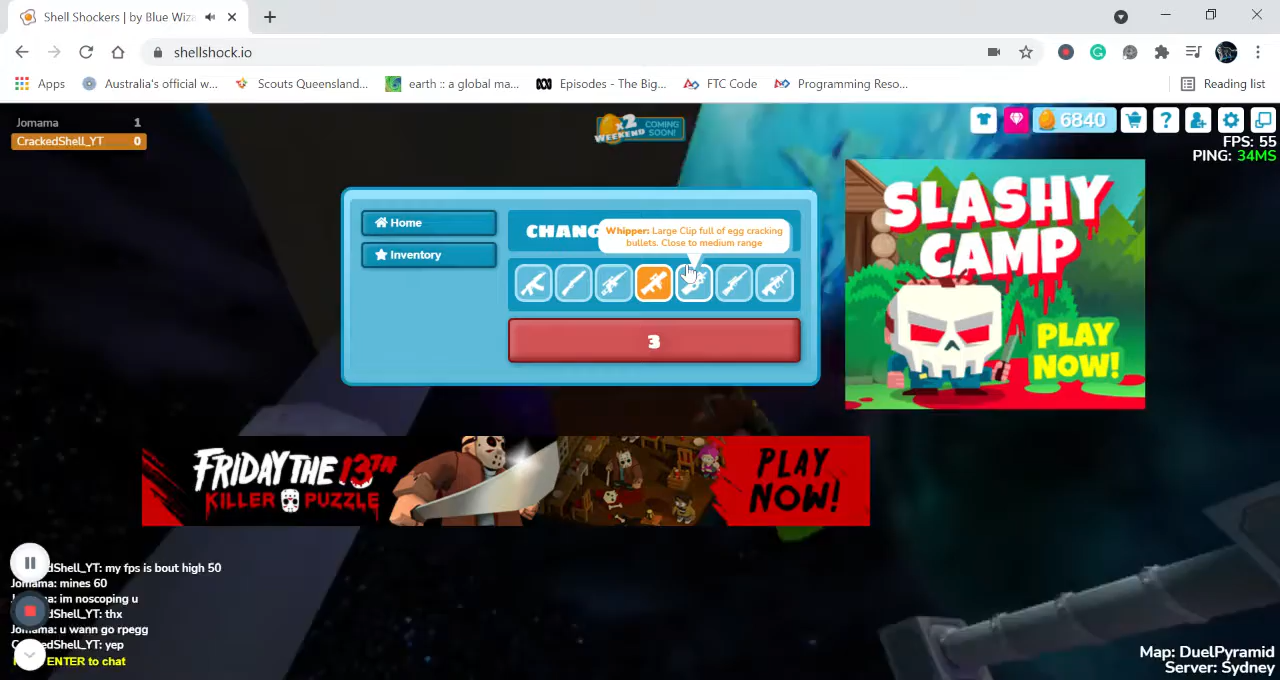 Shell Shockers | by Blue Wiza
shellshock.io
Apps
Australia's official w...
Scouts Queensland...
earth :: a global ma...
Episodes - The Big...
FTC Code
Programming Reso...
Reading list
Jomama 1
CrackedShell_YT 0
x2 WEEKEND COMING SOON!
6840
FPS: 55
PING: 34MS
Home
Inventory
CHANG
Whipper: Large Clip full of egg cracking
bullets. Close to medium range
3
SLASHY
CAMP
PLAY
NOW!
FRIDAY THE 13TH
KILLER PUZZLE
PLAY
NOW!
dShell_YT: my fps is bout high 50
Jomama: mines 60
ma: im noscoping u
dShell_YT: thx
Jomama: u wann go rpegg
dShell_YT: yep
ENTER to chat
Map: DuelPyramid
Server: Sydney